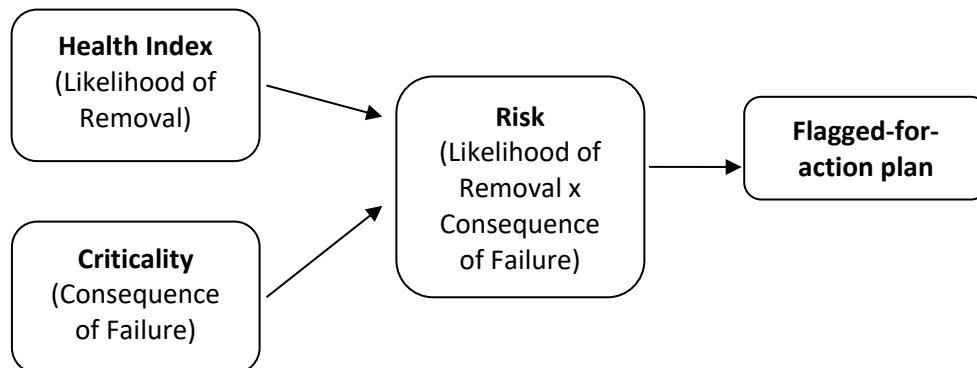 Health Index
(Likelihood of
Removal)
Criticality
(Consequence
of Failure)
Risk
(Likelihood of
Removal x
Consequence
of Failure)
Flagged-for-
action plan